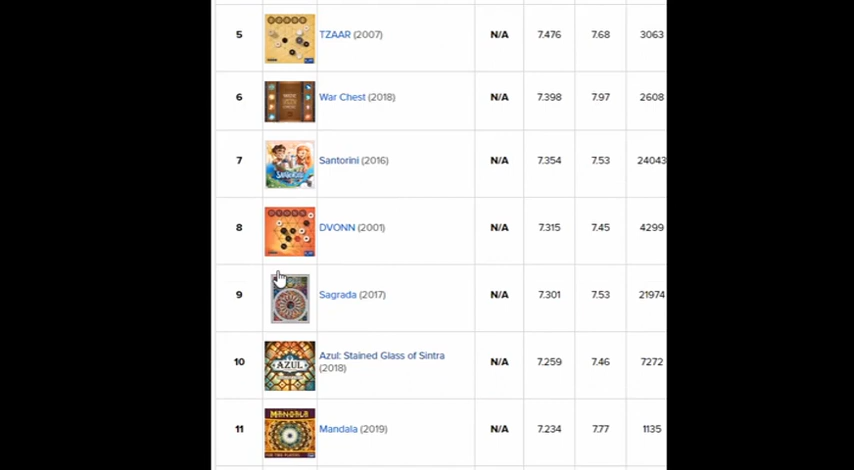 5 TZAAR (2007) N/A 7.476 7.68 3063
6 War Chest (2018) N/A 7.398 7.97 2608
7 Santorini (2016) N/A 7.354 7.53 24043
SANTORINI
8 DVONN (2001) N/A 7.315 7.45 4299
9 Sagrada (2017) N/A 7.301 7.53 21974
10 Azul: Stained Glass of Sintra
(2018) N/A 7.259 7.46 7272
AZUL
11 Mandala (2019) N/A 7.234 7.77 1135
MANDALA